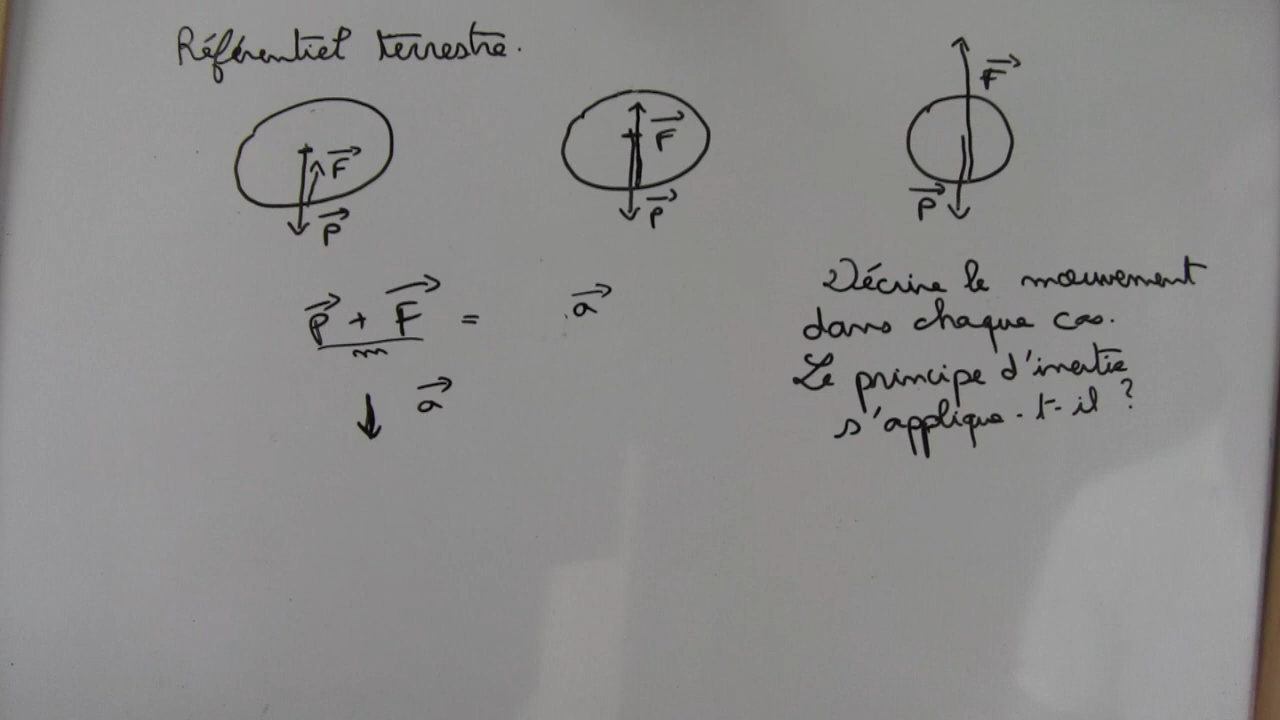 Référentiel terrestre.
F
P
F
P
F
P
P + F = a
m
a
Décrire le mouvement
dans chaque cas.
Le principe d'inertie
s'applique-t-il ?